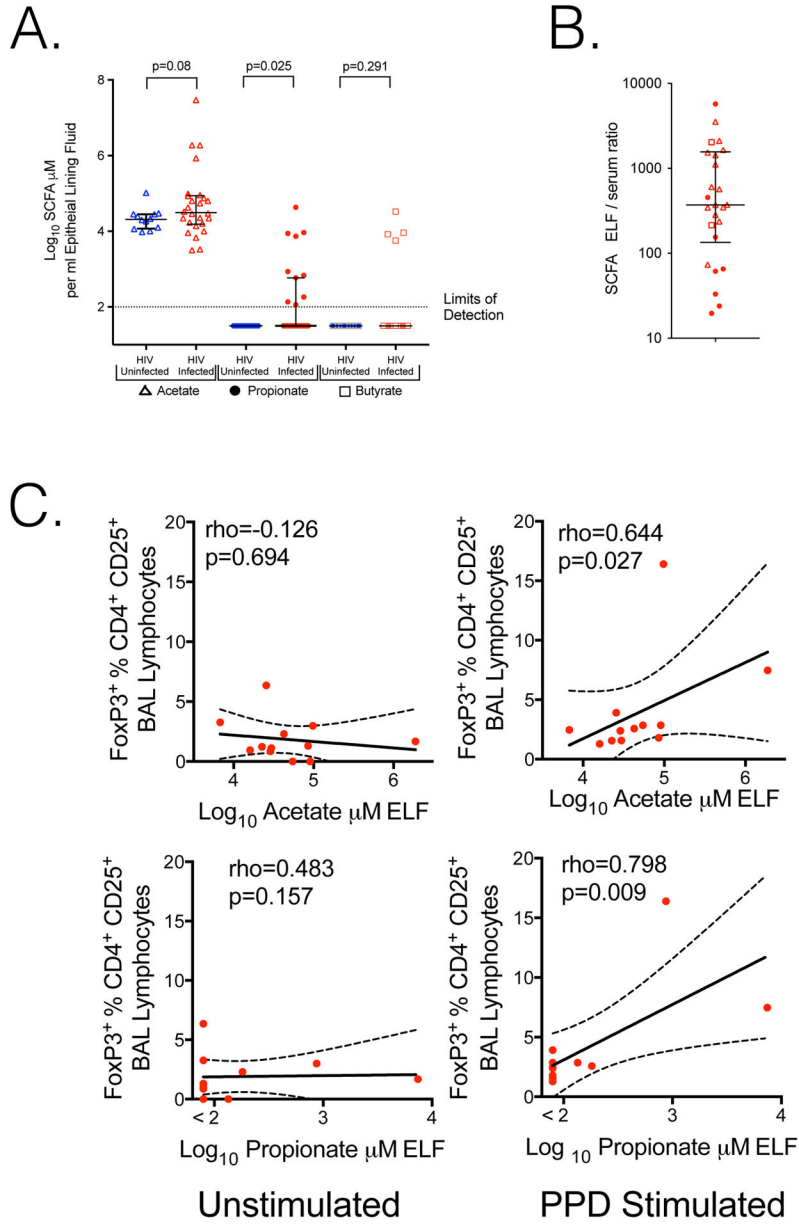 A.
p=0.08
p=0.025
p=0.291
Log10 SCFA μM
per ml Epitheial Lining Fluid
8
6
4
2
Limits of
Detection
HIV
Uninfected
HIV
Infected
HIV
Uninfected
HIV
Infected
HIV
Uninfected
HIV
Infected
Acetate
Propionate
Butyrate
B.
SCFA ELF / serum ratio
10000
1000
100
10
C.
FoxP3+ % CD4+ CD25+
BAL Lymphocytes
20
15
10
5
0
rho=-0.126
p=0.694
4
5
6
Log10 Acetate μM ELF
FoxP3+ % CD4+ CD25+
BAL Lymphocytes
20
15
10
5
0
rho=0.644
p=0.027
4
5
6
Log10 Acetate μM ELF
FoxP3+ % CD4+ CD25+
BAL Lymphocytes
20
15
10
5
0
rho=0.483
p=0.157
< 2
3
4
Log10 Propionate μM ELF
FoxP3+ % CD4+ CD25+
BAL Lymphocytes
20
15
10
5
0
rho=0.798
p=0.009
< 2
3
4
Log 10 Propionate μM ELF
Unstimulated
PPD Stimulated